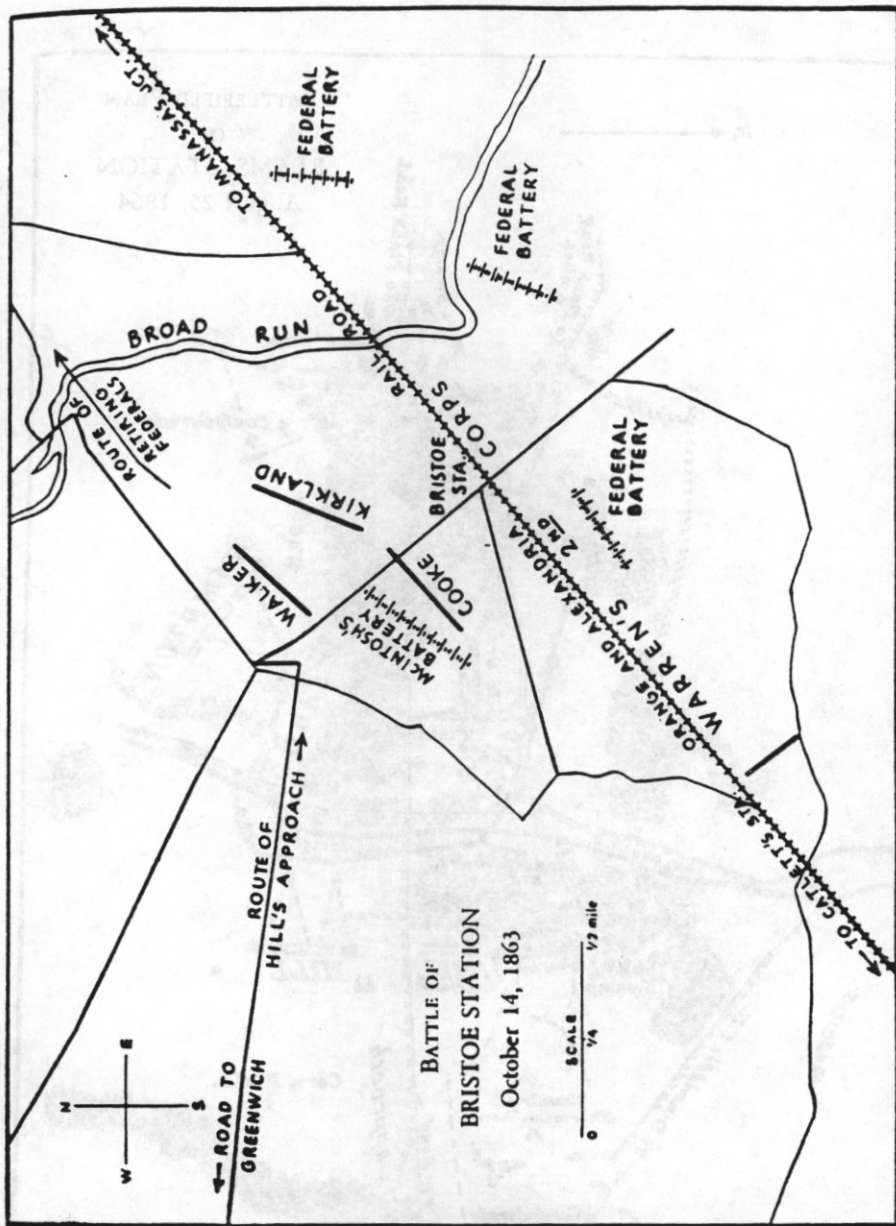 TO MANASSAS JCT.
FEDERAL
BATTERY
FEDERAL
BATTERY
BROAD RUN
RAIL ROAD
ROUTE OF
RETIRING
FEDERALS
KIRKLAND
WALKER
BRISTOE
STA.
CORPS
COOKE
McINTOSH'S
BATTERY
2ND
FEDERAL
BATTERY
ORANGE AND ALEXANDRIA
WARREN'S
TO CATLETT'S STA.
ROUTE OF
HILL'S APPROACH
ROAD TO
GREENWICH
N
W E
S
BATTLE OF
BRISTOE STATION
October 14, 1863
SCALE
0 1/4 1/2 mile